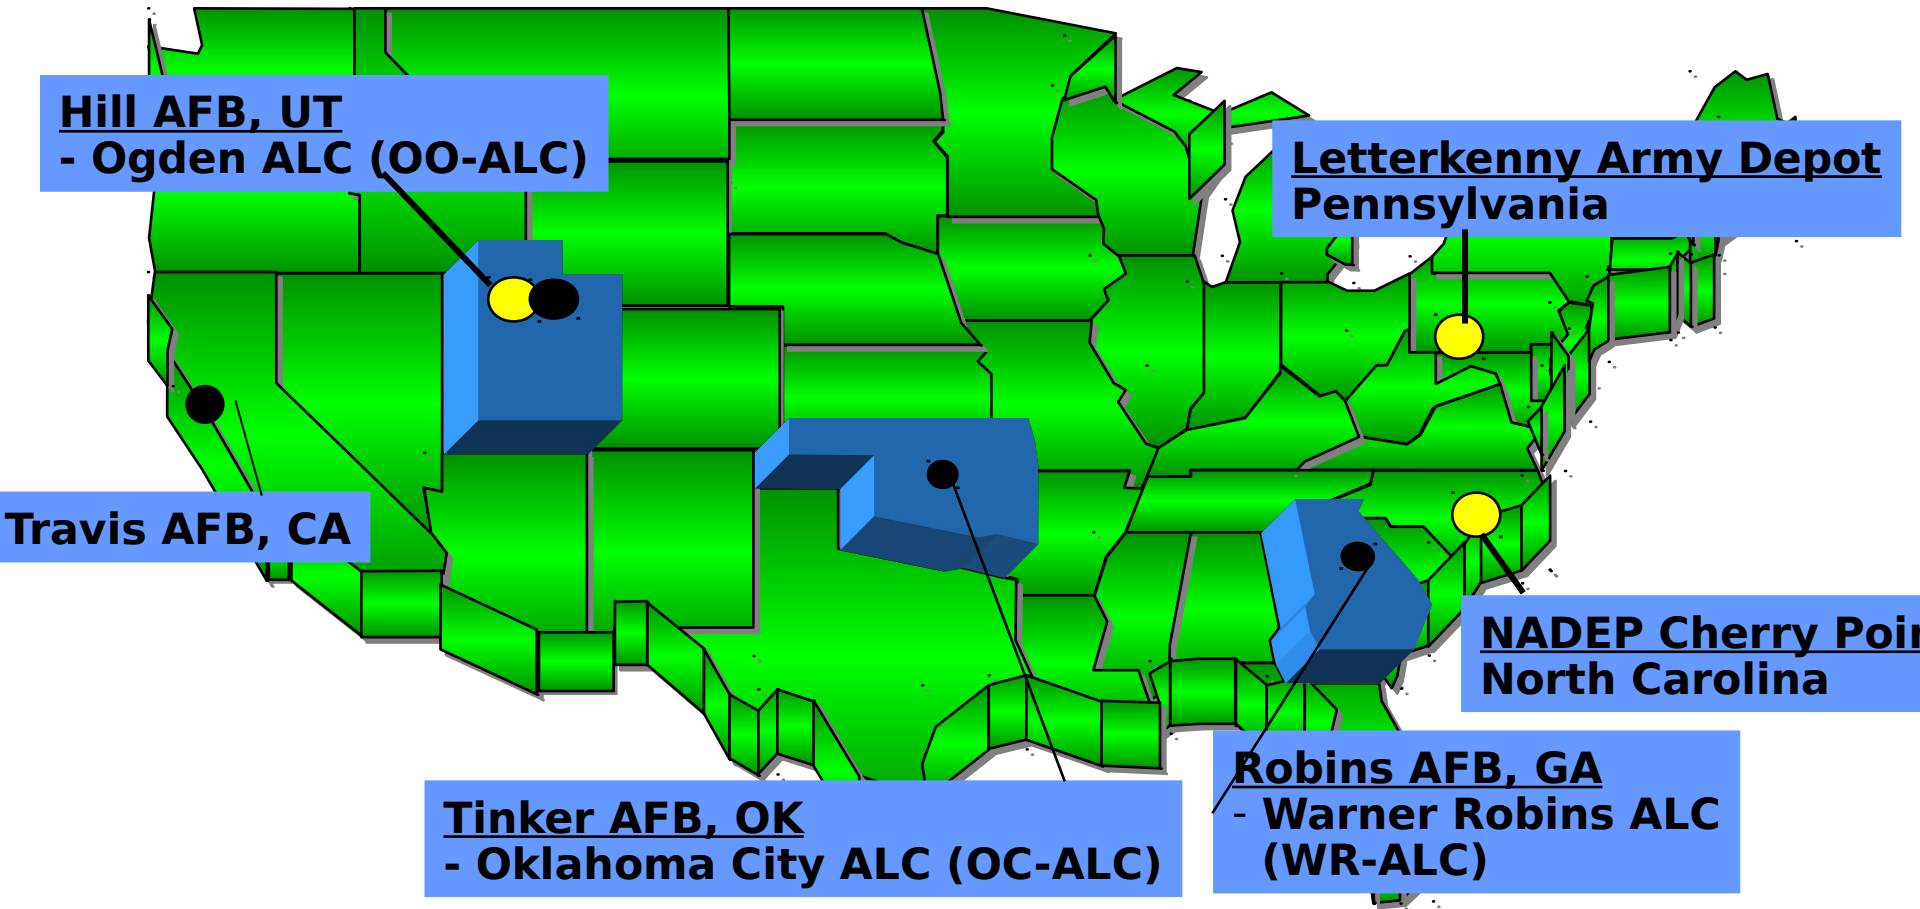 Hill AFB, UT
- Ogden ALC (OO-ALC)
Letterkenny Army Depot
Pennsylvania
Travis AFB, CA
NADEP Cherry
North Carolina
Robins AFB, GA
- Warner Robins ALC
(WR-ALC)
Tinker AFB, OK
- Oklahoma City ALC (OC-ALC)